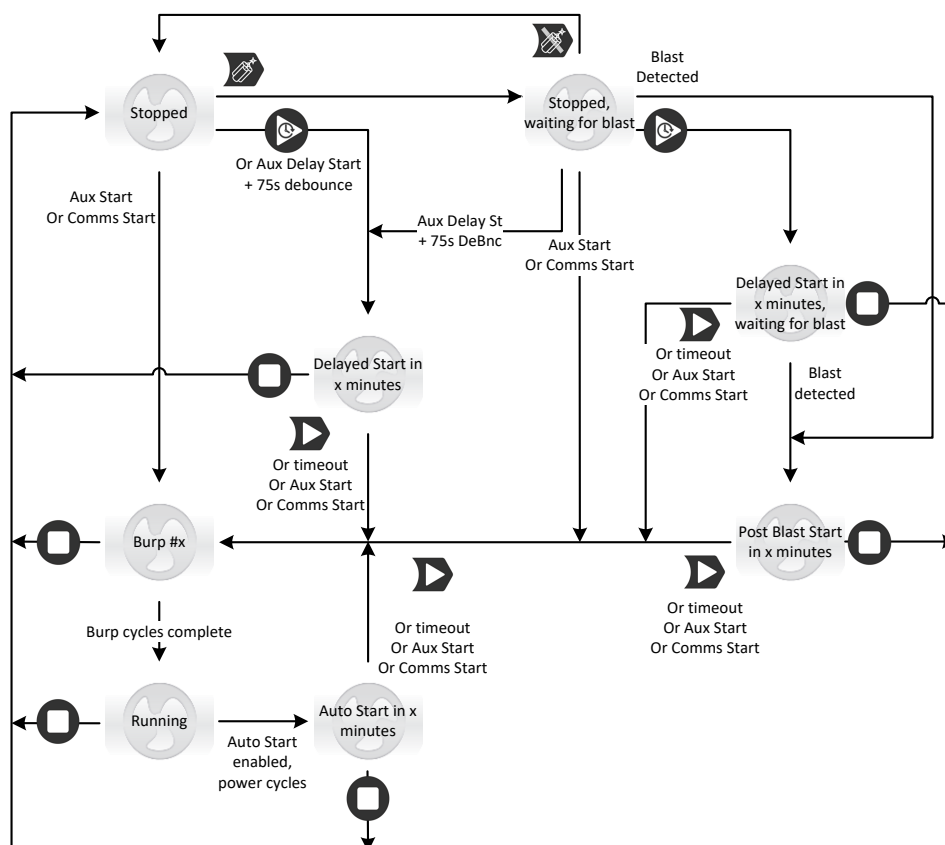 Blast
Detected
Stopped
Stopped,
waiting for blast
Or Aux Delay Start
+ 75s debounce
Aux Start
Or Comms Start
Aux Delay St
+ 75s DeBnc
Aux Start
Or Comms Start
Delayed Start in
x minutes,
waiting for blast
Or timeout
Or Aux Start
Or Comms Start
Delayed Start in
x minutes
Blast
detected
Or timeout
Or Aux Start
Or Comms Start
Burp #x
Post Blast Start
in x minutes
Or timeout
Or Aux Start
Or Comms Start
Or timeout
Or Aux Start
Or Comms Start
Burp cycles complete
Running
Auto Start in x
minutes
Auto Start
enabled,
power cycles